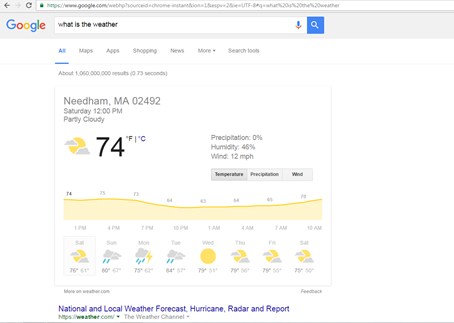 https://www.google.com/webhp?sourceid=chrome-instant&ion=1&espv=2&ie=UTF-8#q=what%20is%20the%20weather
Google what is the weather
All Maps Apps Shopping News More Search tools
About 1,060,000,000 results (0.73 seconds)
Needham, MA 02492
Saturday 12:00 PM
Partly Cloudy
74 °F | °C
Precipitation: 0%
Humidity: 46%
Wind: 12 mph
Temperature Precipitation Wind
74 75 73 64 63 64 66 76
1 PM 4 PM 7 PM 10 PM 1 AM 4 AM 7 AM 10 AM
Sat Sun Mon Tue Wed Thu Fri Sat
76° 61° 80° 67° 75° 62° 64° 57° 79° 51° 79° 56° 79° 55° 75° 50°
More on weather.com Feedback
National and Local Weather Forecast, Hurricane, Radar and Report
https://weather.com/ The Weather Channel